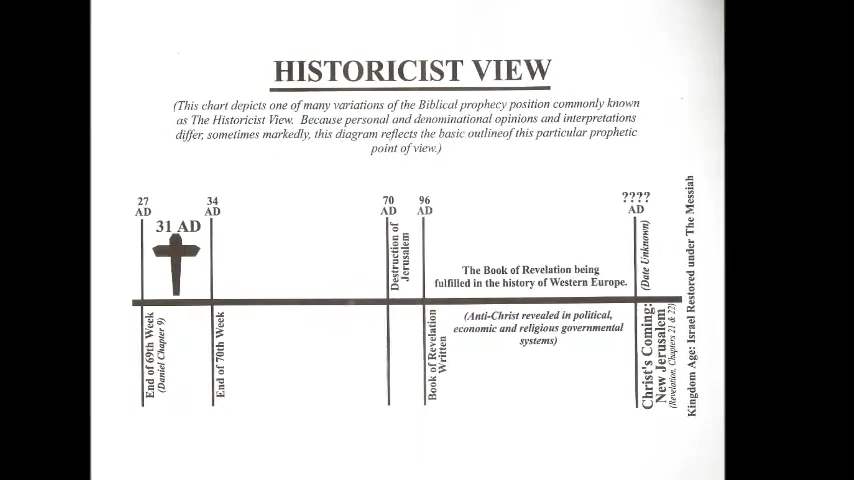 HISTORICIST VIEW
(This chart depicts one of many variations of the Biblical prophecy position commonly known
as The Historicist View. Because personal and denominational opinions and interpretations
differ, sometimes markedly, this diagram reflects the basic outlineof this particular prophetic
point of view.)
27
AD
31 AD
34
AD
70
AD
96
AD
????
AD
Destruction of
Jerusalem
The Book of Revelation being
fulfilled in the history of Western Europe.
(Date Unknown)
End of 69th Week
(Daniel Chapter 9)
End of 70th Week
Book of Revelation
Written
(Anti-Christ revealed in political,
economic and religious governmental
systems)
Christ's Coming:
New Jerusalem
(Revelation, Chapters 21 & 22)
Kingdom Age: Israel Restored under The Messiah